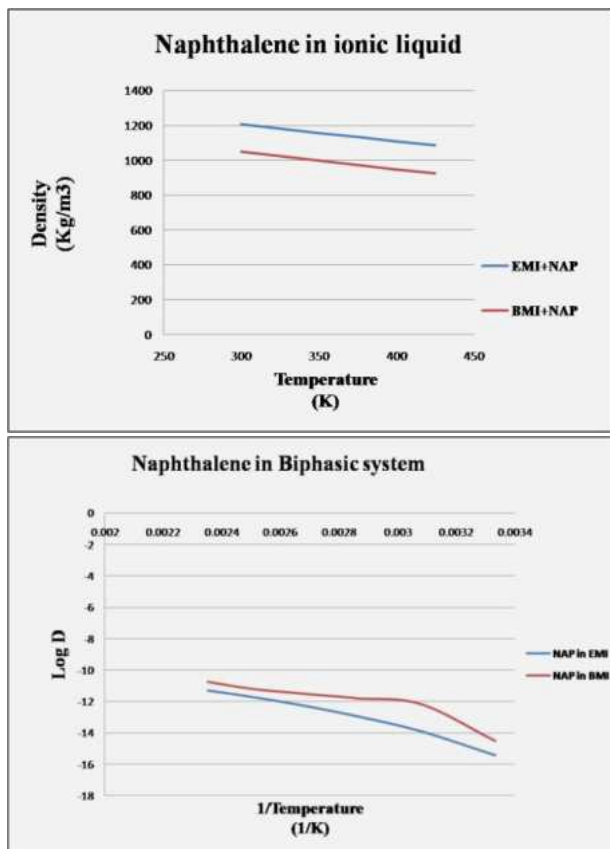 Naphthalene in ionic liquid
1400
1200
1000
800
600
400
200
0
Density
(Kg/m3)
250 300 350 400 450
Temperature
(K)
EMI+NAP
BMI+NAP
Naphthalene in Biphasic system
0
0.002 0.0022 0.0024 0.0026 0.0028 0.003 0.0032 0.0034
-2
-4
-6
-8
-10
-12
-14
-16
-18
Log D
NAP in EMI
NAP in BMI
1/Temperature
(1/K)